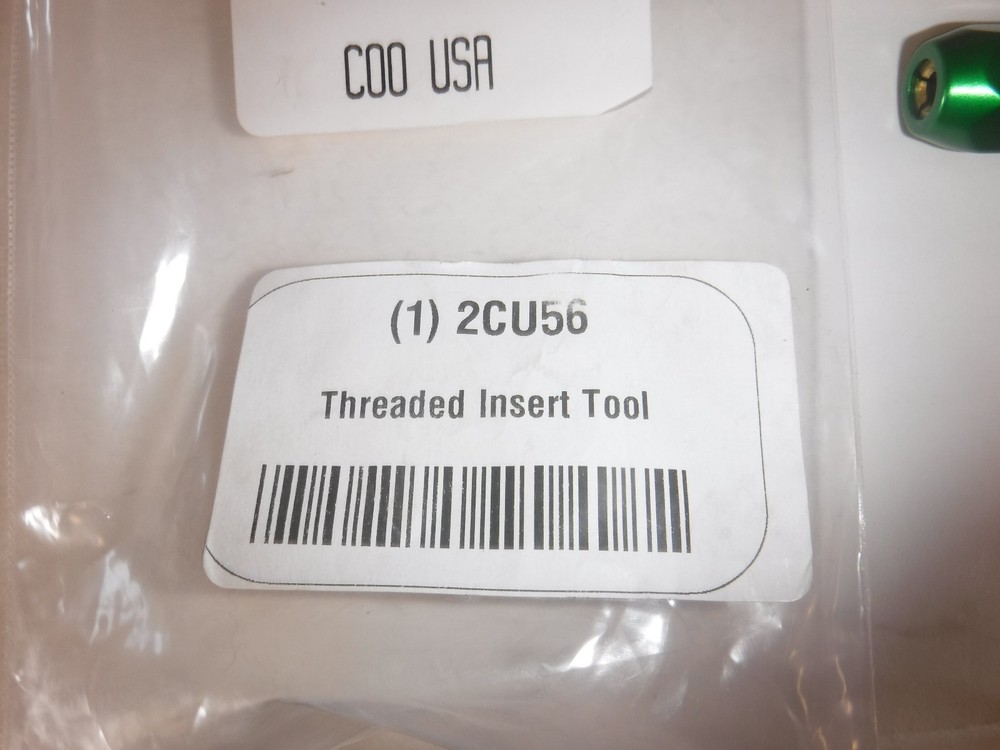 COO USA
(1) 2CU56
Threaded Insert Tool